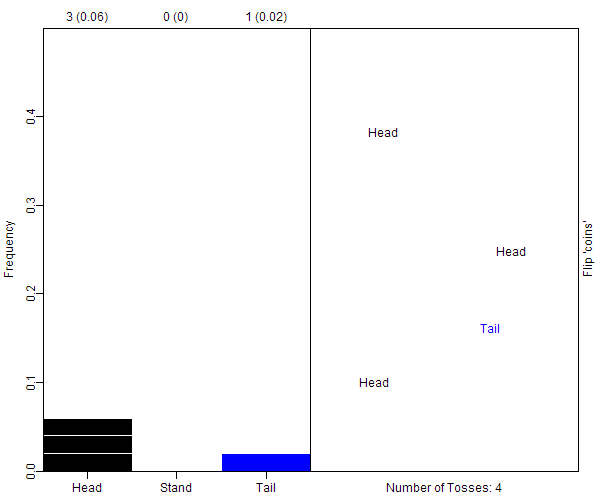 3 (0.06) 0 (0) 1 (0.02)
Frequency
0.4
0.3
0.2
0.1
0.0
Head Stand Tail
Head
Head
Tail
Head
Flip 'coins'
Number of Tosses: 4